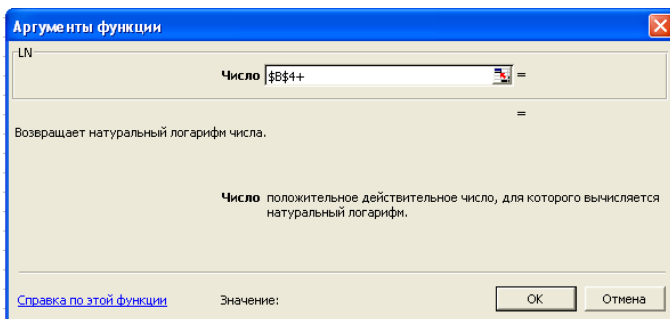 Аргументы функции
LN
Число $B$4+ =
=
Возвращает натуральный логарифм числа.
Число положительное действительное число, для которого вычисляется
натуральный логарифм.
Справка по этой функции Значение: ОК Отмена